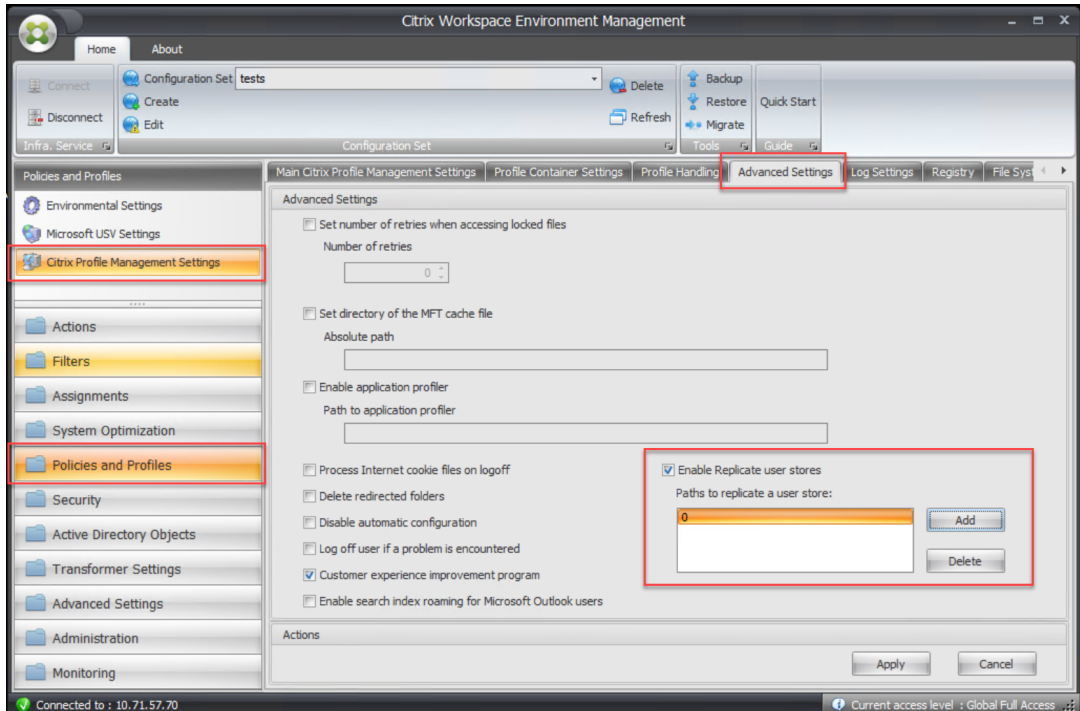 Citrix Workspace Environment Management
Home About
Connect
Disconnect
Infra. Service
Configuration Set tests
Create
Edit
Delete
Refresh
Configuration Set
Backup
Restore
Migrate
Tools
Quick Start
Guide
Policies and Profiles
Environmental Settings
Microsoft USV Settings
Citrix Profile Management Settings
Actions
Filters
Assignments
System Optimization
Policies and Profiles
Security
Active Directory Objects
Transformer Settings
Advanced Settings
Administration
Monitoring
Main Citrix Profile Management Settings Profile Container Settings Profile Handling Advanced Settings Log Settings Registry File Syst
Advanced Settings
Set number of retries when accessing locked files
Number of retries
0
Set directory of the MFT cache file
Absolute path
Enable application profiler
Path to application profiler
Process Internet cookie files on logoff
Delete redirected folders
Disable automatic configuration
Log off user if a problem is encountered
Customer experience improvement program
Enable search index roaming for Microsoft Outlook users
Enable Replicate user stores
Paths to replicate a user store:
0
Add
Delete
Actions
Apply Cancel
Connected to : 10.71.57.70
Current access level : Global Full Access